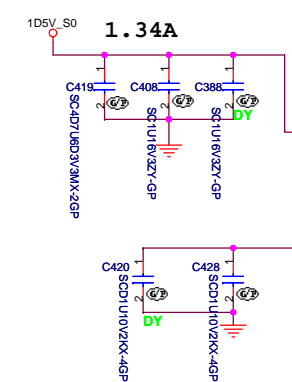 1D5V_S0
1.34A
1
1
1
C419
C408
C388
2
2
2
G/P
G/P
G/P
DY
SC4D7U6D3V3MX-2GP
SC1U16V3ZY-GP
SC1U16V3ZY-GP
1
1
C420
C428
2
2
G/P
G/P
DY
SCD1U10V2KX-4GP
SCD1U10V2KX-4GP